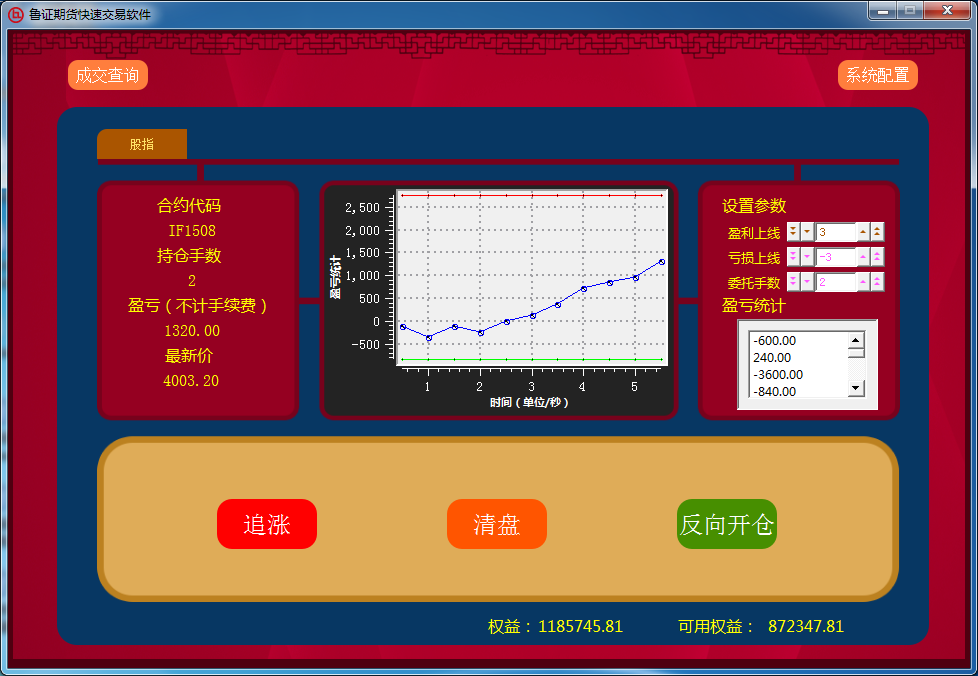 鲁证期货快速交易软件
成交查询
系统配置
股指
合约代码
IF1508
持仓手数
2
盈亏（不计手续费）
1320.00
最新价
4003.20
盈亏统计
2,500
2,000
1,500
1,000
500
0
-500
1 2 3 4 5
时间（单位/秒）
设置参数
盈利上线 3
亏损上线 -3
委托手数 2
盈亏统计
-600.00
240.00
-3600.00
-840.00
追涨
清盘
反向开仓
权益：1185745.81
可用权益： 872347.81